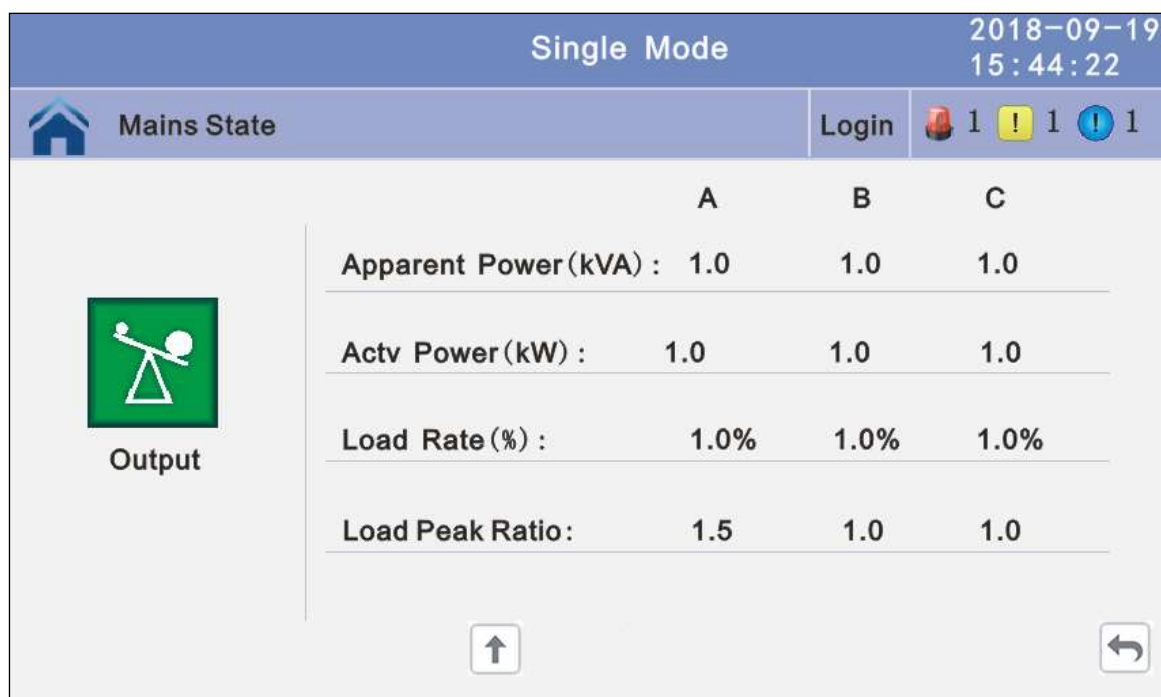 Single Mode
2018-09-19
15:44:22
Mains State Login 1 ! 1 ! 1
A B C
Apparent Power(kVA): 1.0 1.0 1.0
Actv Power(kW): 1.0 1.0 1.0
Load Rate(%): 1.0% 1.0% 1.0%
Output
Load Peak Ratio: 1.5 1.0 1.0